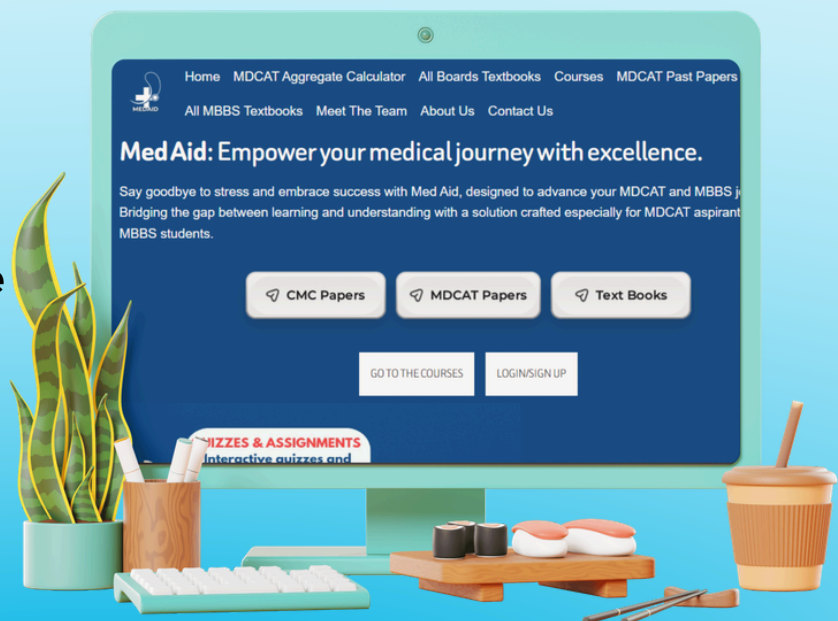 MEDAID
Home MDCAT Aggregate Calculator All Boards Textbooks Courses MDCAT Past Papers
All MBBS Textbooks Meet The Team About Us Contact Us
Med Aid: Empower your medical journey with excellence.
Say goodbye to stress and embrace success with Med Aid, designed to advance your MDCAT and MBBS j
Bridging the gap between learning and understanding with a solution crafted especially for MDCAT aspirant
MBBS students.
e
CMC Papers MDCAT Papers Text Books
GO TO THE COURSES LOGIN/SIGN UP
UIZZES & ASSIGNMENTS
Interactive quizzes and